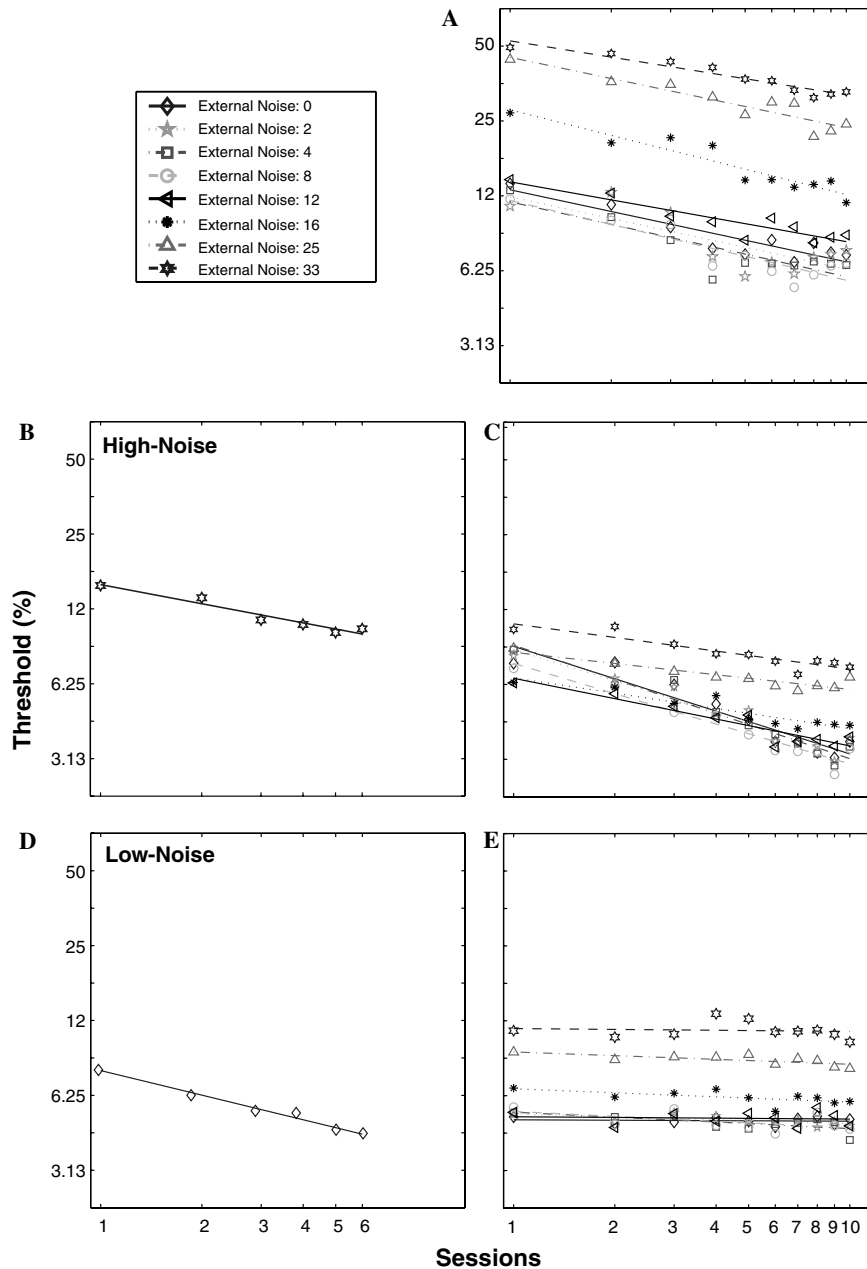 A
External Noise: 0
External Noise: 2
External Noise: 4
External Noise: 8
External Noise: 12
External Noise: 16
External Noise: 25
External Noise: 33
50
25
12
6.25
3.13
B
High-Noise
50
25
12
6.25
3.13
C
Threshold (%)
D
Low-Noise
50
25
12
6.25
3.13
1 2 3 4 5 6
E
1 2 3 4 5 6 7 8 9 10
Sessions